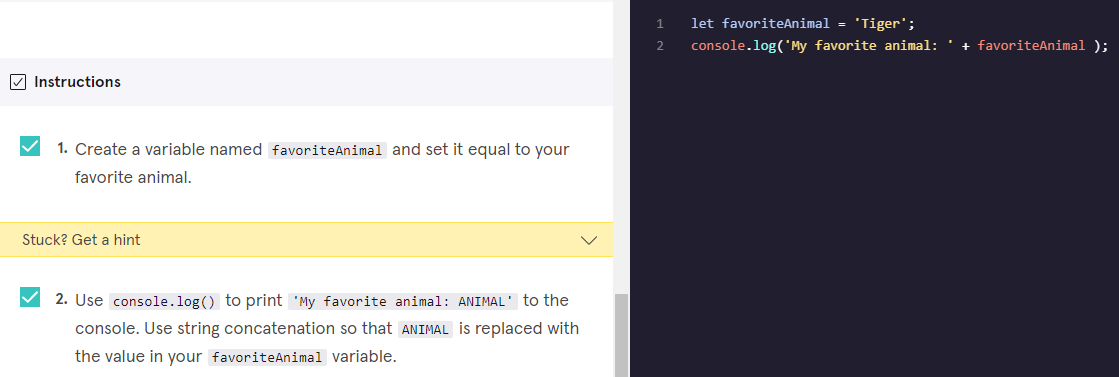 Instructions
1. Create a variable named favoriteAnimal and set it equal to your
favorite animal.
Stuck? Get a hint
2. Use console.log() to print 'My favorite animal: ANIMAL' to the
console. Use string concatenation so that ANIMAL is replaced with
the value in your favoriteAnimal variable.
1 let favoriteAnimal = 'Tiger';
2 console.log('My favorite animal: ' + favoriteAnimal );